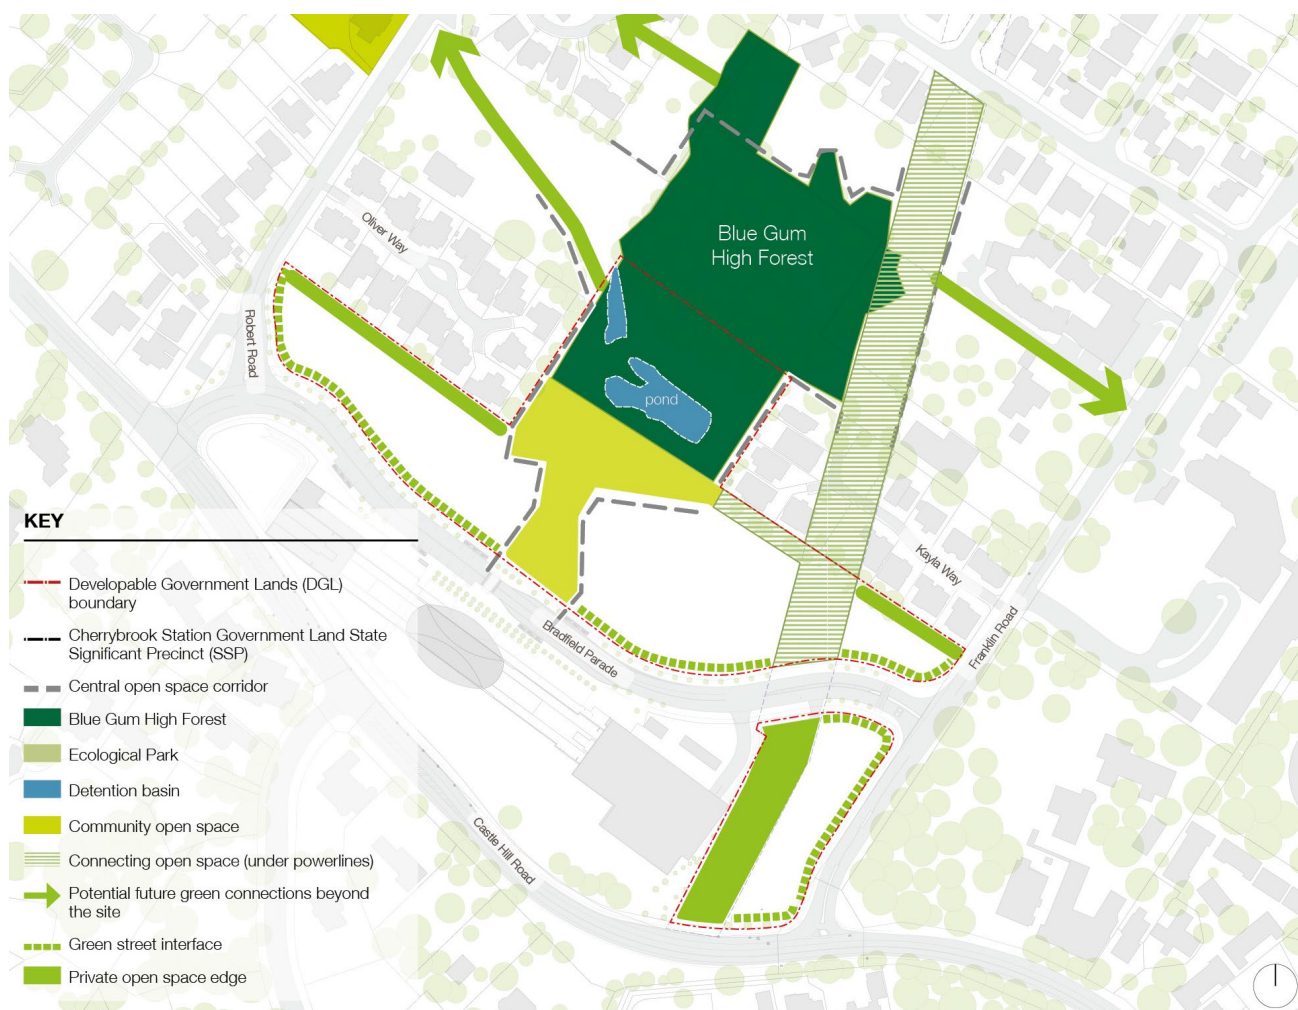 Blue Gum
High Forest
Oliver Way
Robert Road
pond
Kayla Way
Franklin Road
Bradfield Parade
Castle Hill Road
KEY
Developable Government Lands (DGL)
boundary
Cherrybrook Station Government Land State
Significant Precinct (SSP)
Central open space corridor
Blue Gum High Forest
Ecological Park
Detention basin
Community open space
Connecting open space (under powerlines)
Potential future green connections beyond
the site
Green street interface
Private open space edge